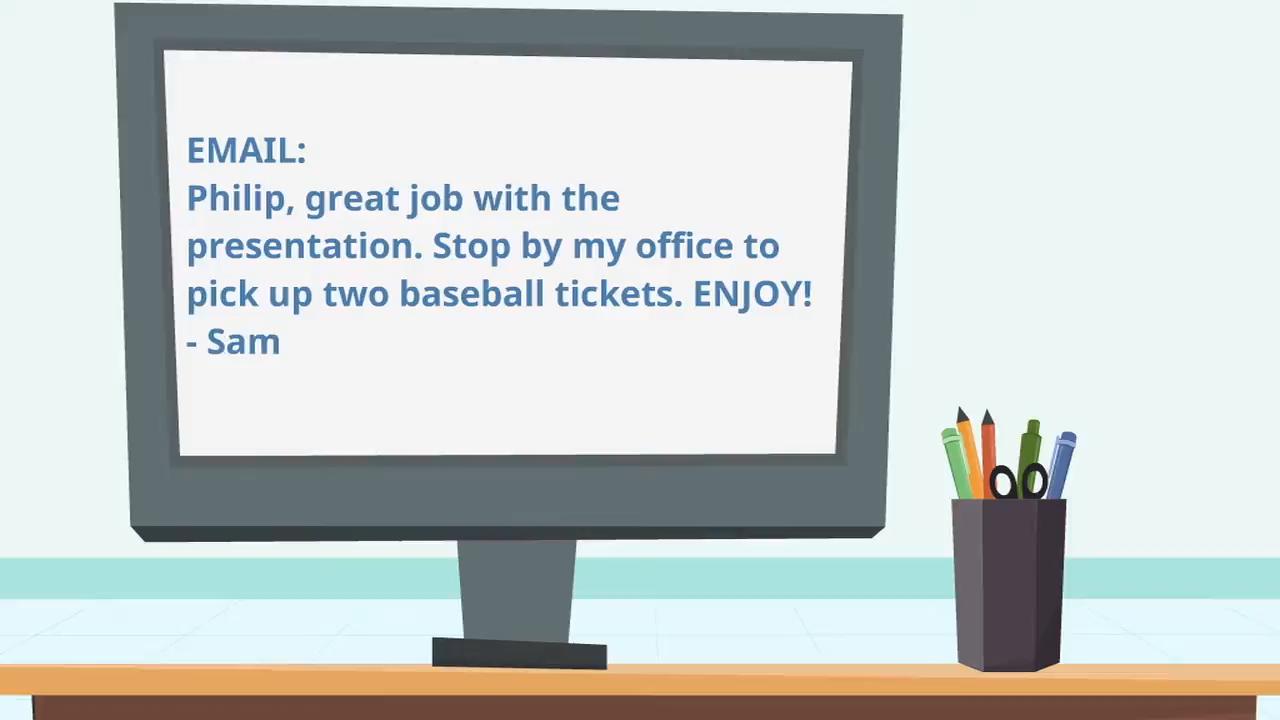 EMAIL:
Philip, great job with the
presentation. Stop by my office to
pick up two baseball tickets. ENJOY!
- Sam